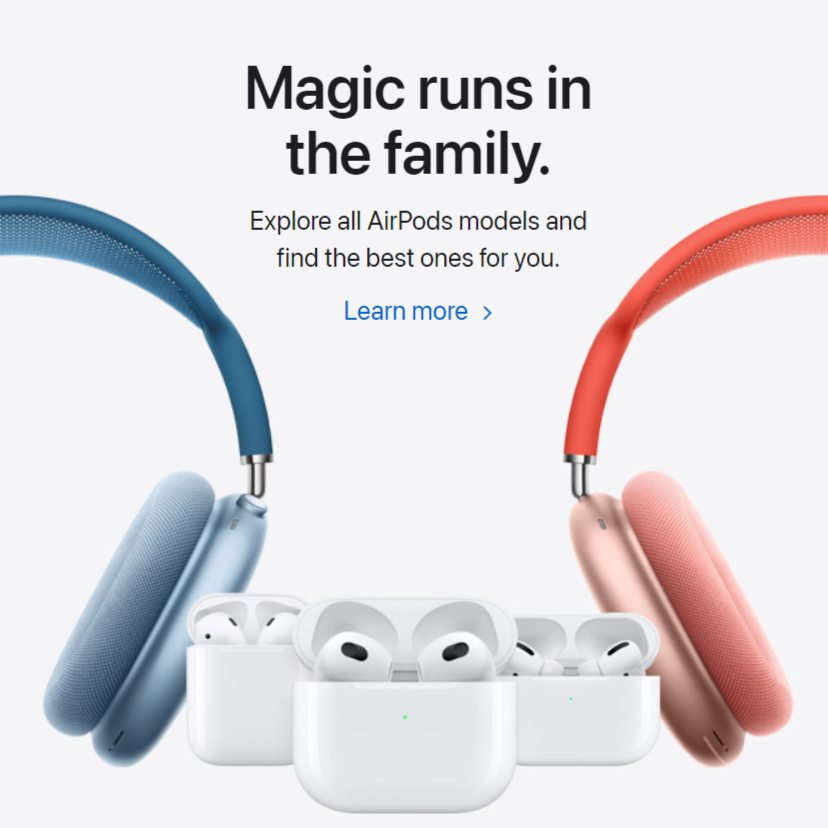 Magic runs in
the family.
Explore all AirPods models and
find the best ones for you.
Learn more >